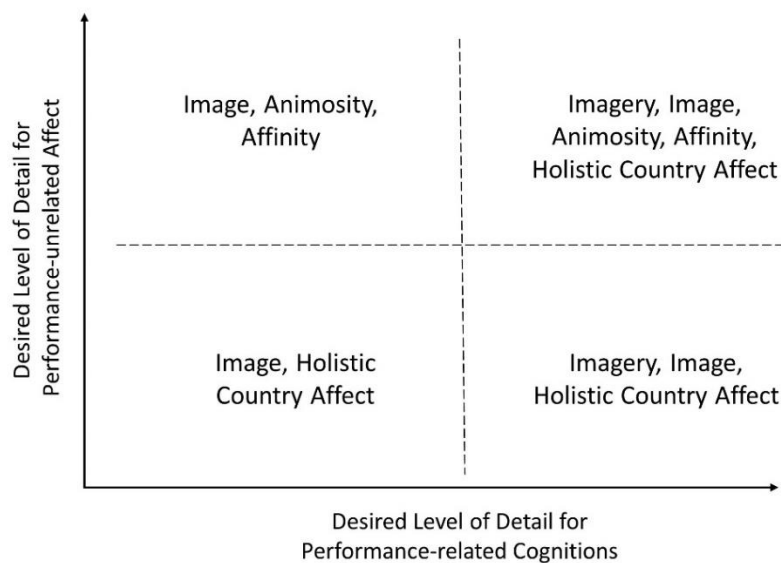 Desired Level of Detail for
Performance-unrelated Affect
Image, Animosity,
Affinity
Imagery, Image,
Animosity, Affinity,
Holistic Country Affect
Image, Holistic
Country Affect
Imagery, Image,
Holistic Country Affect
Desired Level of Detail for
Performance-related Cognitions